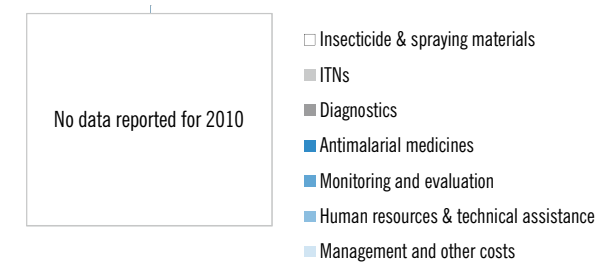 No data reported for 2010
Insecticide & spraying materials
ITNs
Diagnostics
Antimalarial medicines
Monitoring and evaluation
Human resources & technical assistance
Management and other costs